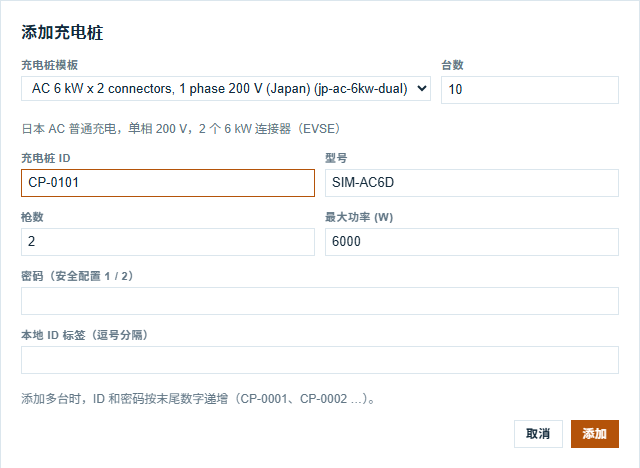 添加充电桩
充电桩模板 台数
AC 6 kW x 2 connectors, 1 phase 200 V (Japan) (jp-ac-6kw-dual) 10
日本 AC 普通充电，单相 200 V，2 个 6 kW 连接器（EVSE）
充电桩 ID 型号
CP-0101 SIM-AC6D
枪数 最大功率 (W)
2 6000
密码（安全配置 1 / 2）
本地 ID 标签（逗号分隔）
添加多台时，ID 和密码按末尾数字递增（CP-0001、CP-0002 …）。
取消 添加